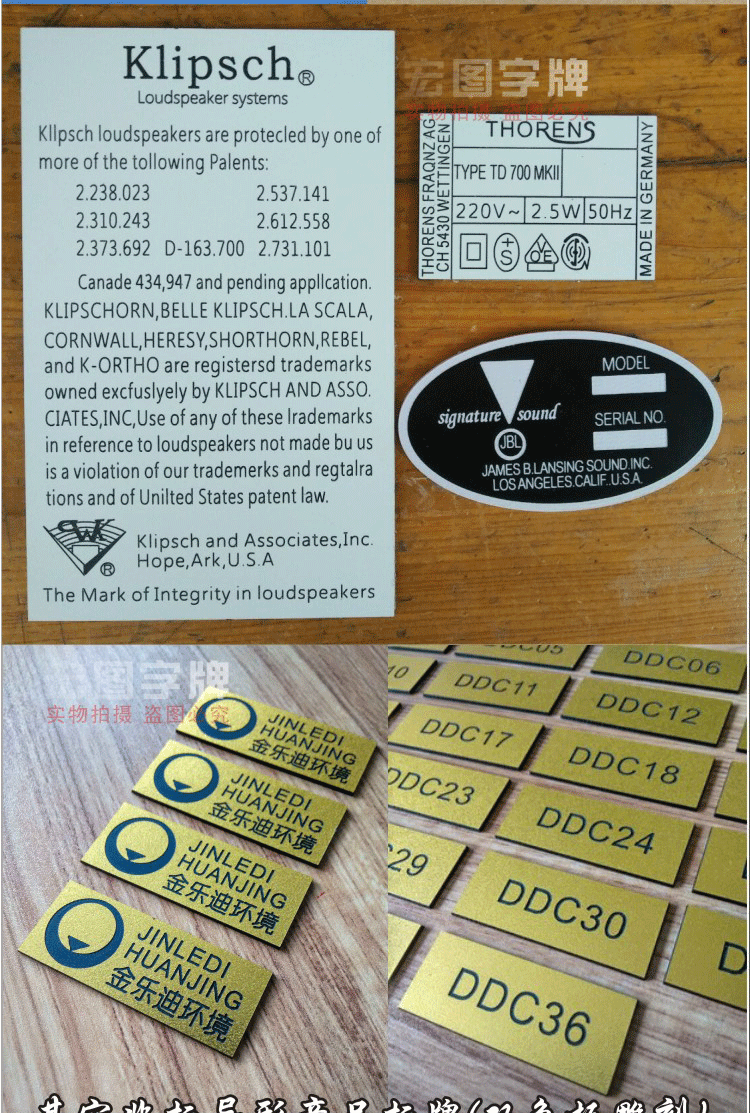 Klipsch®
Loudspeaker systems
Kllpsch loudspeakers are protecled by one of
more of the tollowing Palents:
2.238.023 2.537.141
2.310.243 2.612.558
2.373.692 D-163.700 2.731.101
Canade 434,947 and pending appllcation.
KLIPSCHORN,BELLE KLIPSCH.LA SCALA,
CORNWALL,HERESY,SHORTHORN,REBEL,
and K-ORTHO are registersd trademarks
owned excfuslyely by KLIPSCH AND ASSO.
CIATES,INC,Use of any of these lrademarks
in reference to loudspeakers not made bu us
is a violation of our trademerks and regtalra
tions and of Unilted States patent law.
PWK ®
Klipsch and Associates,Inc.
Hope,Ark,U.S.A
The Mark of Integrity in loudspeakers
宏图字牌
实物拍摄 盗图必究
THORENS FRAQNZ AG
CH 5430 WETTINGEN
THORENS
TYPE TD 700 MKII
220V~ 2.5W 50Hz
+S
VDE
MADE IN GERMANY
MODEL
signature sound
SERIAL NO.
JBL
JAMES B.LANSING SOUND.INC.
LOS ANGELES.CALIF..U.S.A.
宏图字牌
实物拍摄 盗图必究
JINLEDI
HUANJING
金乐迪环境
JINLEDI
HUANJING
金乐迪环境
JINLEDI
HUANJING
金乐迪环境
JINLEDI
HUANJING
金乐迪环境
DDC05
DDC06
10
DDC11
DDC12
DDC17
DDC18
DDC23
DDC24
29
DDC30
D
DDC36